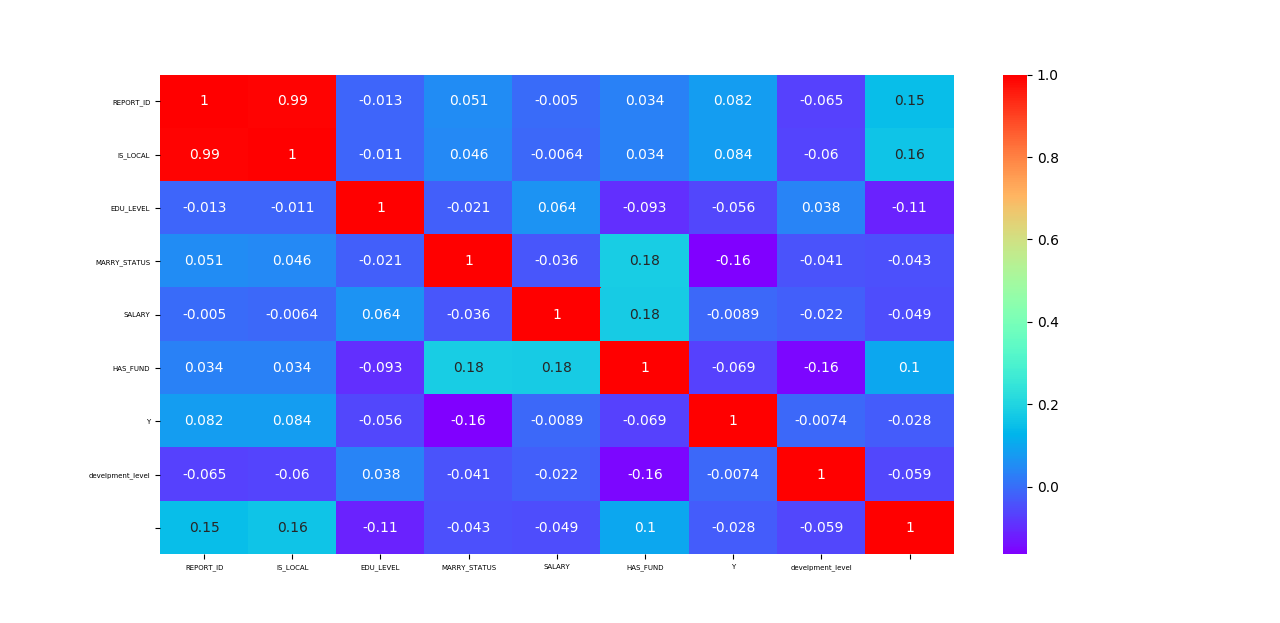 REPORT_ID 1 0.99 -0.013 0.051 -0.005 0.034 0.082 -0.065 0.15
IS_LOCAL 0.99 1 -0.011 0.046 -0.0064 0.034 0.084 -0.06 0.16
EDU_LEVEL -0.013 -0.011 1 -0.021 0.064 -0.093 -0.056 0.038 -0.11
MARRY_STATUS 0.051 0.046 -0.021 1 -0.036 0.18 -0.16 -0.041 -0.043
SALARY -0.005 -0.0064 0.064 -0.036 1 0.18 -0.0089 -0.022 -0.049
HAS_FUND 0.034 0.034 -0.093 0.18 0.18 1 -0.069 -0.16 0.1
Y 0.082 0.084 -0.056 -0.16 -0.0089 -0.069 1 -0.0074 -0.028
develpment_level -0.065 -0.06 0.038 -0.041 -0.022 -0.16 -0.0074 1 -0.059
0.15 0.16 -0.11 -0.043 -0.049 0.1 -0.028 -0.059 1
REPORT_ID IS_LOCAL EDU_LEVEL MARRY_STATUS SALARY HAS_FUND Y develpment_level
1.0
0.8
0.6
0.4
0.2
0.0